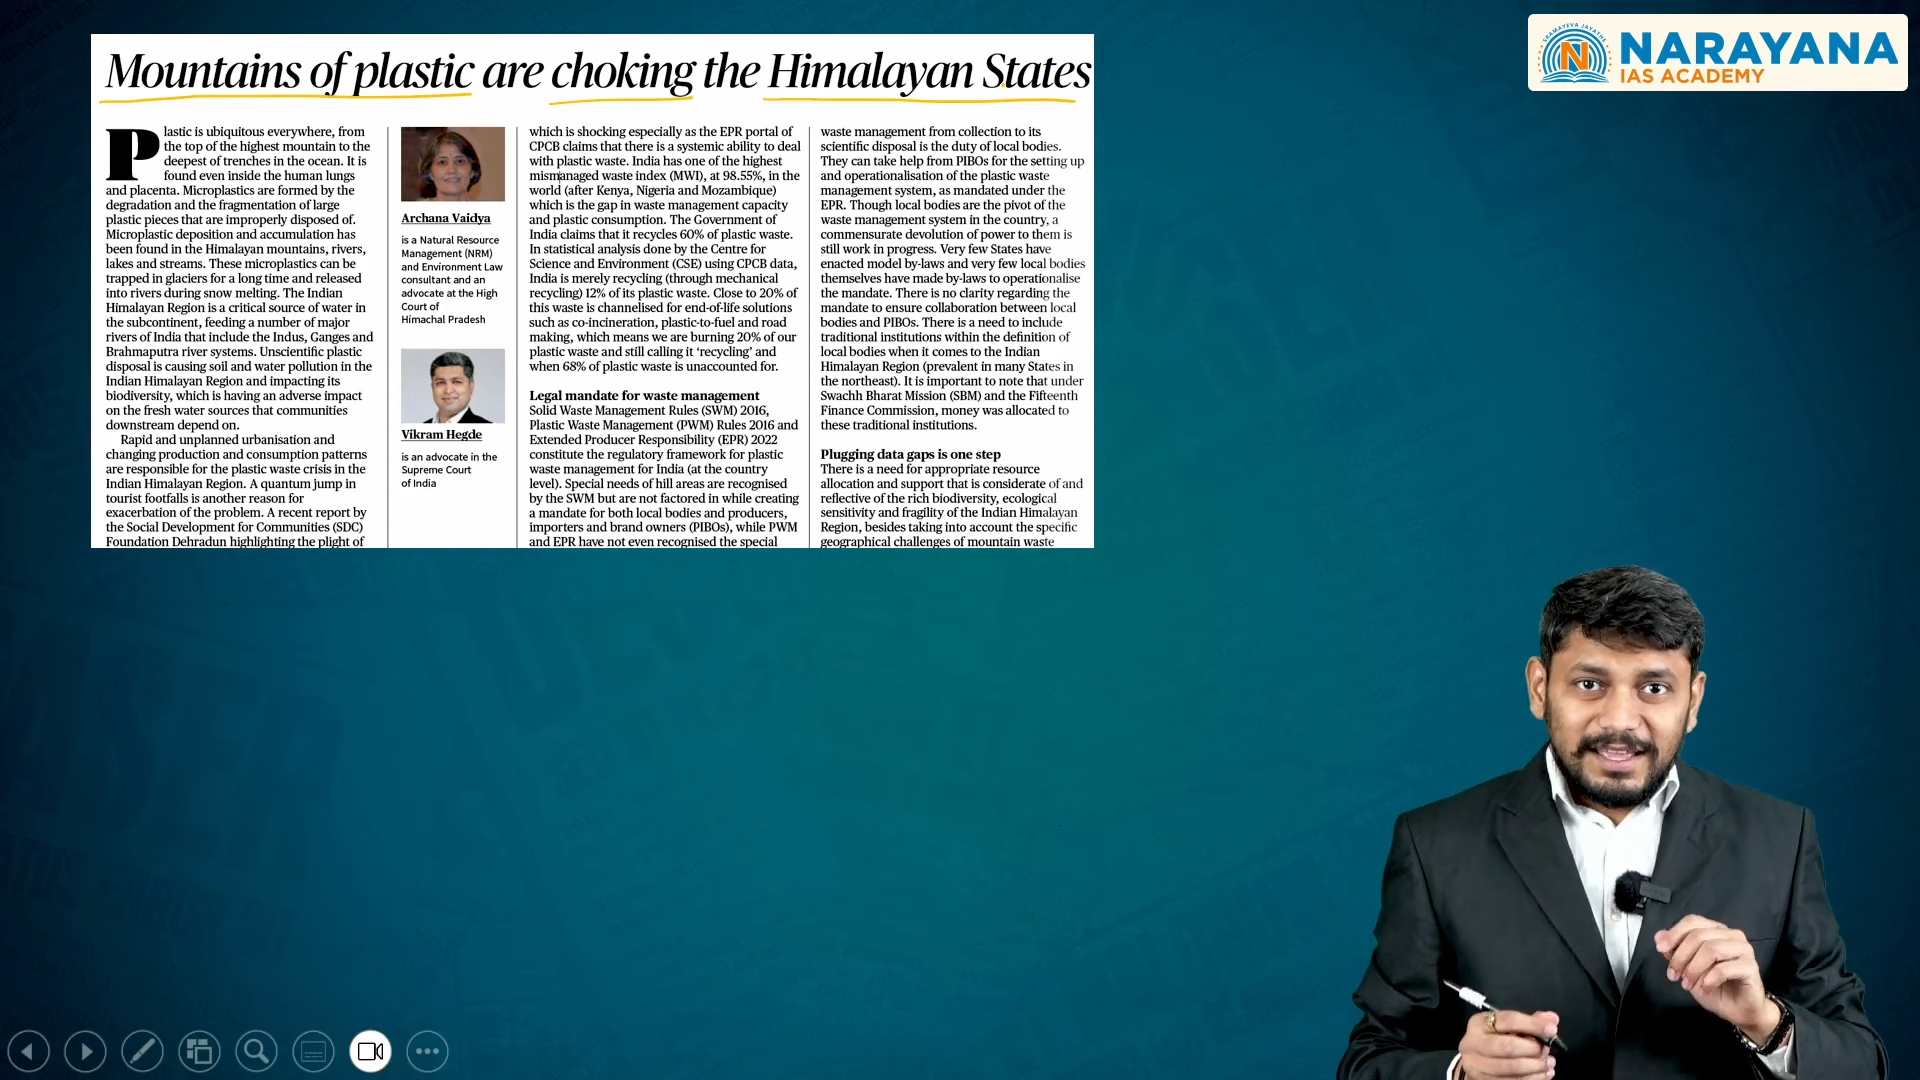 Mountains of plastic are choking the Himalayan States
Plastic is ubiquitous everywhere, from
the top of the highest mountain to the
deepest of trenches in the ocean. It is
found even inside the human lungs
and placenta. Microplastics are formed by the
degradation and the fragmentation of large
plastic pieces that are improperly disposed of.
Microplastic deposition and accumulation has
been found in the Himalayan mountains, rivers,
lakes and streams. These microplastics can be
trapped in glaciers for a long time and released
into rivers during snow melting. The Indian
Himalayan Region is a critical source of water in
the subcontinent, feeding a number of major
rivers of India that include the Indus, Ganges and
Brahmaputra river systems. Unscientific plastic
disposal is causing soil and water pollution in the
Indian Himalayan Region and impacting its
biodiversity, which is having an adverse impact
on the fresh water sources that communities
downstream depend on.
Rapid and unplanned urbanisation and
changing production and consumption patterns
are responsible for the plastic waste crisis in the
Indian Himalayan Region. A quantum jump in
tourist footfalls is another reason for
exacerbation of the problem. A recent report by
the Social Development for Communities (SDC)
Foundation Dehradun highlighting the plight of
Archana Vaidya
is a Natural Resource
Management (NRM)
and Environment Law
consultant and an
advocate at the High
Court of
Himachal Pradesh
Vikram Hegde
is an advocate in the
Supreme Court
of India
which is shocking especially as the EPR portal of
CPCB claims that there is a systemic ability to deal
with plastic waste. India has one of the highest
mismanaged waste index (MWI), at 98.55%, in the
world (after Kenya, Nigeria and Mozambique)
which is the gap in waste management capacity
and plastic consumption. The Government of
India claims that it recycles 60% of plastic waste.
In statistical analysis done by the Centre for
Science and Environment (CSE) using CPCB data,
India is merely recycling (through mechanical
recycling) 12% of its plastic waste. Close to 20% of
this waste is channelised for end-of-life solutions
such as co-incineration, plastic-to-fuel and road
making, which means we are burning 20% of our
plastic waste and still calling it ‘recycling’ and
when 68% of plastic waste is unaccounted for.
Legal mandate for waste management
Solid Waste Management Rules (SWM) 2016,
Plastic Waste Management (PWM) Rules 2016 and
Extended Producer Responsibility (EPR) 2022
constitute the regulatory framework for plastic
waste management for India (at the country
level). Special needs of hill areas are recognised
by the SWM but are not factored in while creating
a mandate for both local bodies and producers,
importers and brand owners (PIBOs), while PWM
and EPR have not even recognised the special
waste management from collection to its
scientific disposal is the duty of local bodies.
They can take help from PIBOs for the setting up
and operationalisation of the plastic waste
management system, as mandated under the
EPR. Though local bodies are the pivot of the
waste management system in the country, a
commensurate devolution of power to them is
still work in progress. Very few States have
enacted model by-laws and very few local bodies
themselves have made by-laws to operationalise
the mandate. There is no clarity regarding the
mandate to ensure collaboration between local
bodies and PIBOs. There is a need to include
traditional institutions within the definition of
local bodies when it comes to the Indian
Himalayan Region (prevalent in many States in
the northeast). It is important to note that under
Swachh Bharat Mission (SBM) and the Fifteenth
Finance Commission, money was allocated to
these traditional institutions.
Plugging data gaps is one step
There is a need for appropriate resource
allocation and support that is considerate of and
reflective of the rich biodiversity, ecological
sensitivity and fragility of the Indian Himalayan
Region, besides taking into account the specific
geographical challenges of mountain waste
SRAMAYEVA JAYATHE
N
NARAYANA
IAS ACADEMY